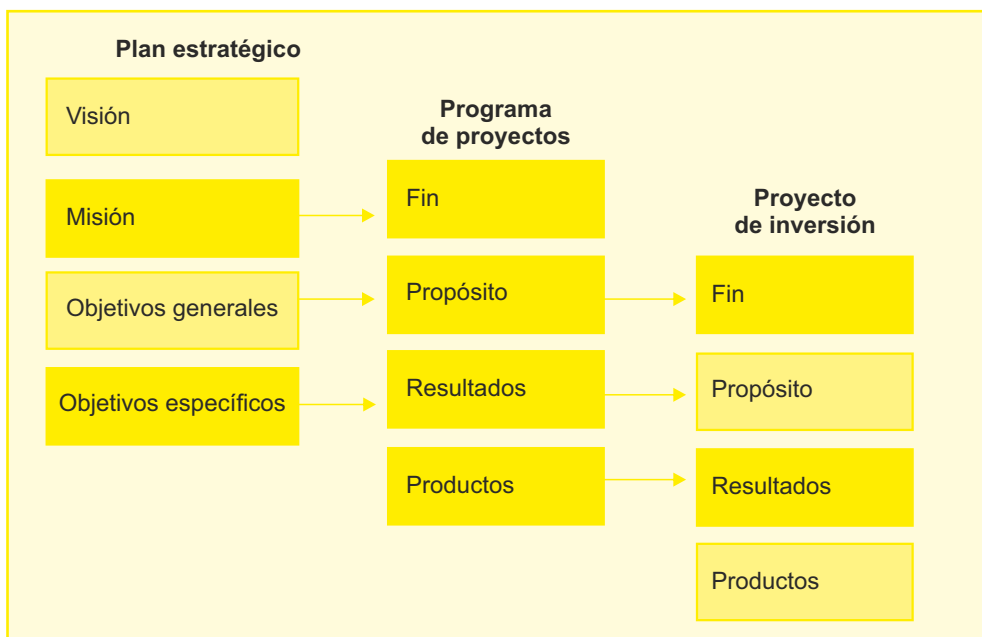 Plan estratégico
Visión
Misión
Objetivos generales
Objetivos específicos
Programa
de proyectos
Fin
Propósito
Resultados
Productos
Proyecto
de inversión
Fin
Propósito
Resultados
Productos